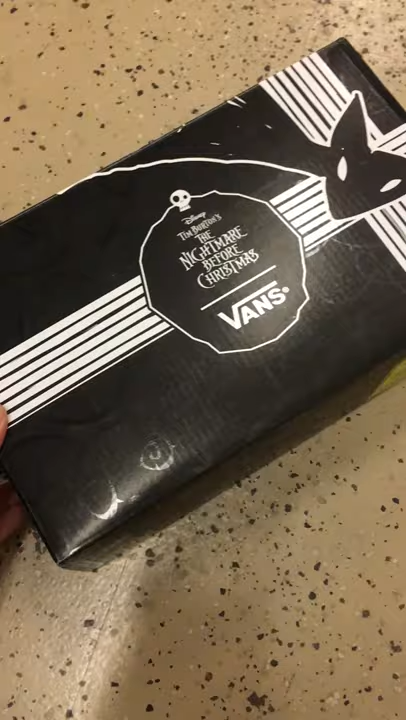 Disney
TIM BURTON'S
THE
NIGHTMARE
BEFORE
CHRISTMAS
VANS